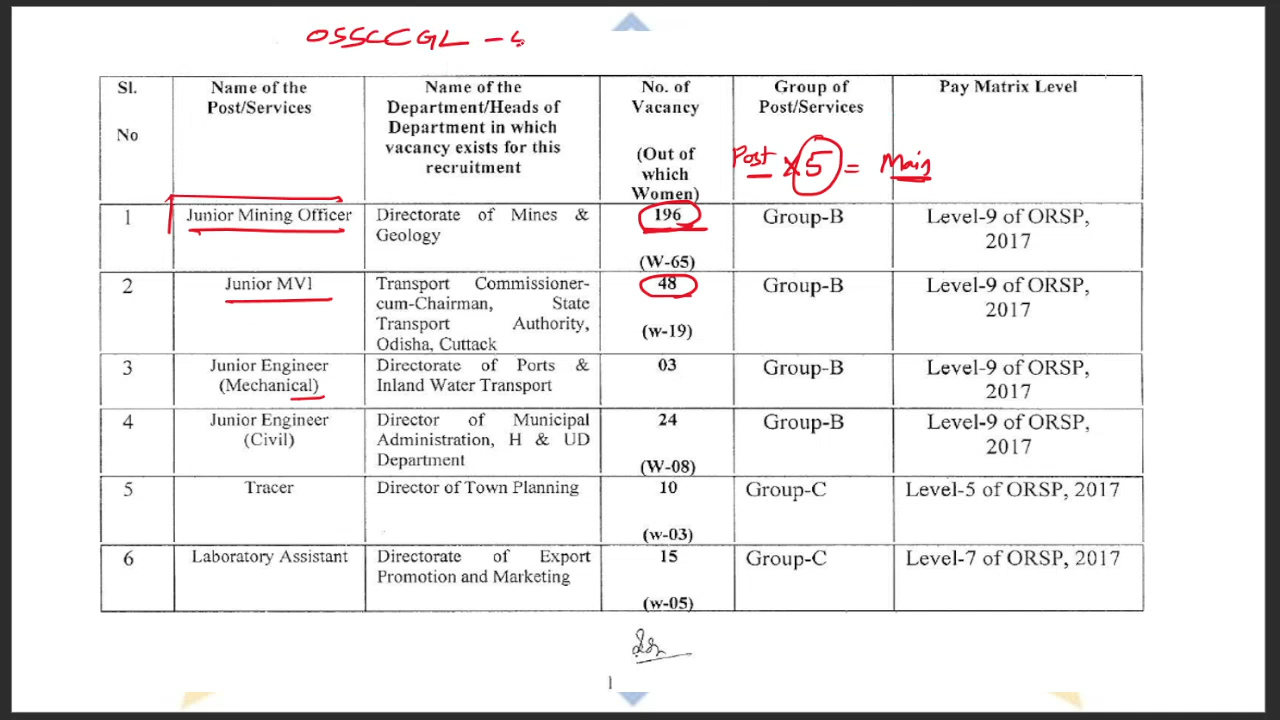 OSSCCGL -
Sl.
No
Name of the
Post/Services
Name of the
Department/Heads of
Department in which
vacancy exists for this
recruitment
No. of
Vacancy
(Out of
which
Women)
Group of
Post/Services
Pay Matrix Level
Post × 5 = Main
1
Junior Mining Officer
Directorate of Mines &
Geology
196
(W-65)
Group-B
Level-9 of ORSP,
2017
2
Junior MVI
Transport Commissioner-
cum-Chairman, State
Transport Authority,
Odisha, Cuttack
48
(w-19)
Group-B
Level-9 of ORSP,
2017
3
Junior Engineer
(Mechanical)
Directorate of Ports &
Inland Water Transport
03
Group-B
Level-9 of ORSP,
2017
4
Junior Engineer
(Civil)
Director of Municipal
Administration, H & UD
Department
24
(W-08)
Group-B
Level-9 of ORSP,
2017
5
Tracer
Director of Town Planning
10
(w-03)
Group-C
Level-5 of ORSP, 2017
6
Laboratory Assistant
Directorate of Export
Promotion and Marketing
15
(w-05)
Group-C
Level-7 of ORSP, 2017
1